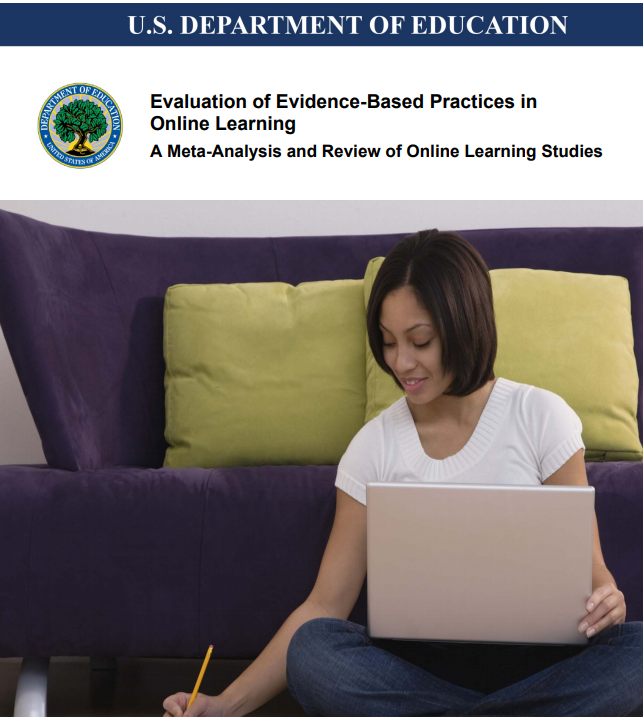 U.S. DEPARTMENT OF EDUCATION
DEPARTMENT OF EDUCATION
UNITED STATES OF AMERICA
Evaluation of Evidence-Based Practices in
Online Learning
A Meta-Analysis and Review of Online Learning Studies